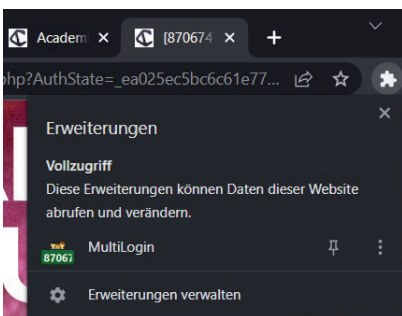 Academ
[870674
php?AuthState=_ea025ec5bc6c61e77...
Erweiterungen
Vollzugriff
Diese Erweiterungen können Daten dieser Website
abrufen und verändern.
MultiLogin
87067
Erweiterungen verwalten